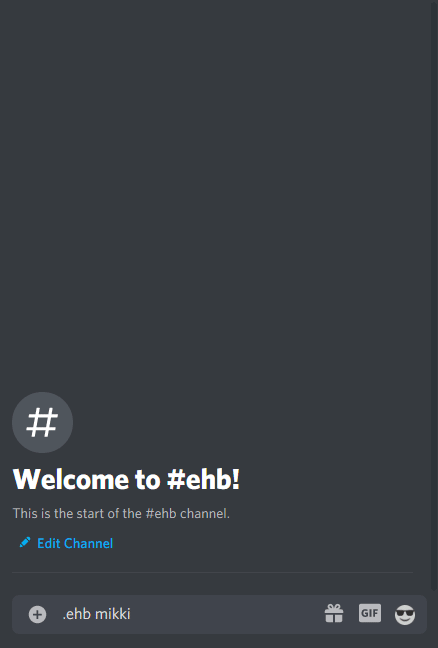 #
Welcome to #ehb!
This is the start of the #ehb channel.
Edit Channel
.ehb mikki
GIF